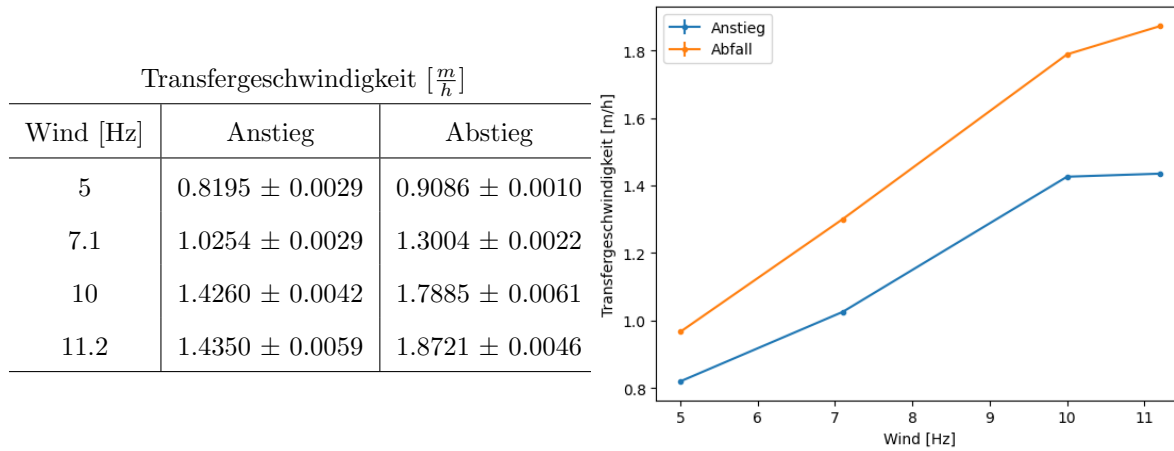 Transfergeschwindigkeit [m/h]
Wind [Hz] Anstieg Abstieg
5 0.8195 ± 0.0029 0.9086 ± 0.0010
7.1 1.0254 ± 0.0029 1.3004 ± 0.0022
10 1.4260 ± 0.0042 1.7885 ± 0.0061
11.2 1.4350 ± 0.0059 1.8721 ± 0.0046
Anstieg
Abfall
Transfergeschwindigkeit [m/h]
1.8
1.6
1.4
1.2
1.0
0.8
5 6 7 8 9 10 11
Wind [Hz]